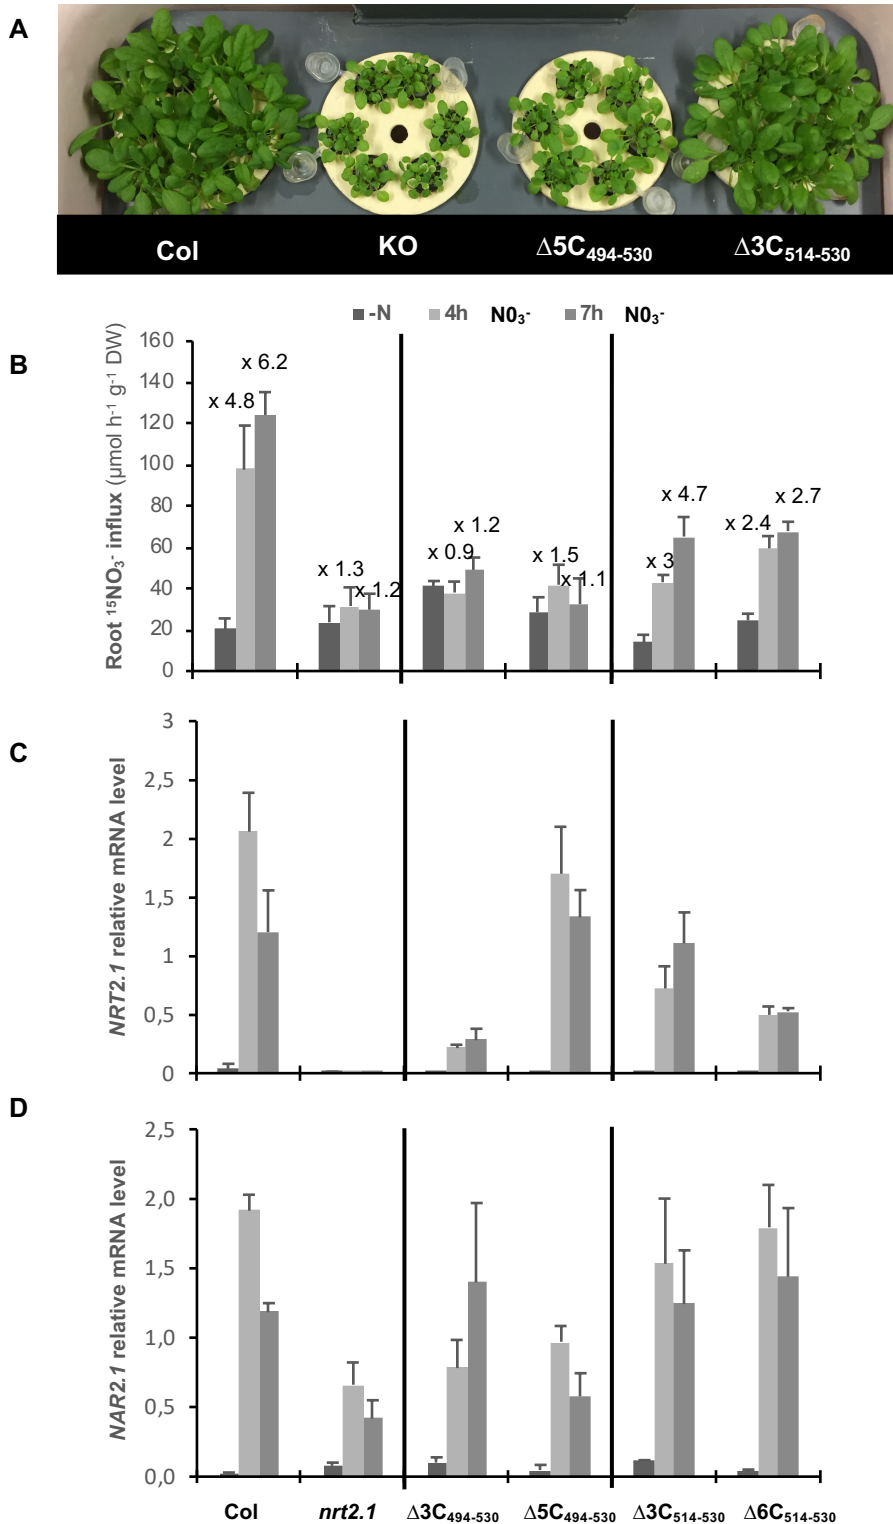 A
Col KO Δ5C494-530 Δ3C514-530
-N 4h N03- 7h N03-
B
Root 15NO3- influx (µmol h-1 g-1 DW)
160
140
120
100
80
60
40
20
0
x 4.8
x 6.2
x 1.3
x 1.2
x 0.9
x 1.2
x 1.5
x 1.1
x 3
x 4.7
x 2.4
x 2.7
C
NRT2.1 relative mRNA level
3
2,5
2
1,5
1
0,5
0
D
NAR2.1 relative mRNA level
2,5
2,0
1,5
1,0
0,5
0,0
Col nrt2.1 Δ3C494-530 Δ5C494-530 Δ3C514-530 Δ6C514-530